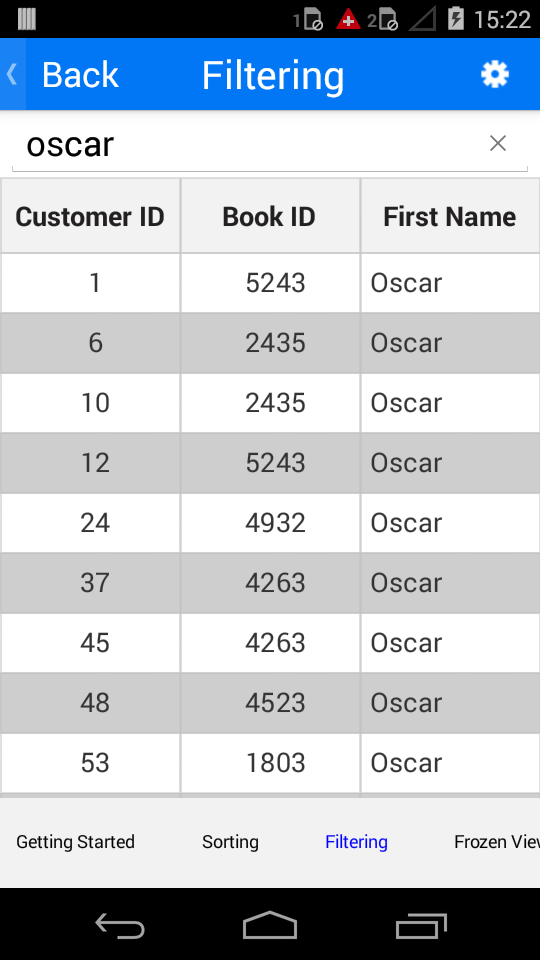 1 2 15:22
Back Filtering
oscar
Customer ID Book ID First Name
1 5243 Oscar
6 2435 Oscar
10 2435 Oscar
12 5243 Oscar
24 4932 Oscar
37 4263 Oscar
45 4263 Oscar
48 4523 Oscar
53 1803 Oscar
Getting Started Sorting Filtering Frozen View